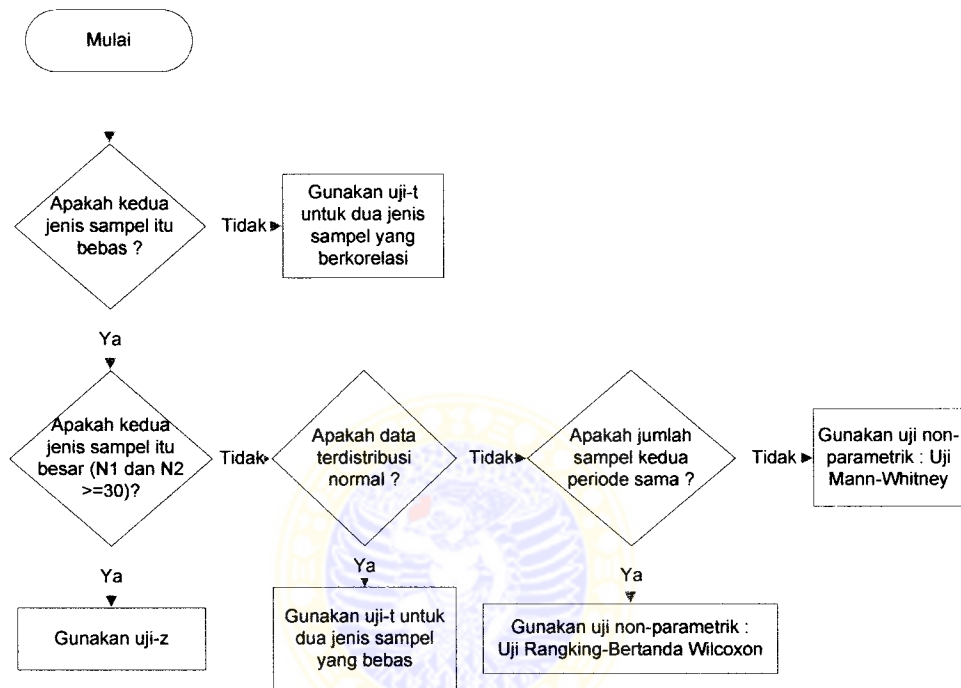 Mulai
Apakah kedua
jenis sampel itu
bebas ?
Tidak
Gunakan uji-t
untuk dua jenis
sampel yang
berkorelasi
Ya
Apakah kedua
jenis sampel itu
besar (N1 dan N2
>=30)?
Tidak
Apakah data
terdistribusi
normal ?
Tidak
Apakah jumlah
sampel kedua
periode sama ?
Tidak
Gunakan uji non-
parametrik : Uji
Mann-Whitney
Ya
Gunakan uji-z
Ya
Gunakan uji-t untuk
dua jenis sampel
yang bebas
Ya
Gunakan uji non-parametrik :
Uji Rangking-Bertanda Wilcoxon